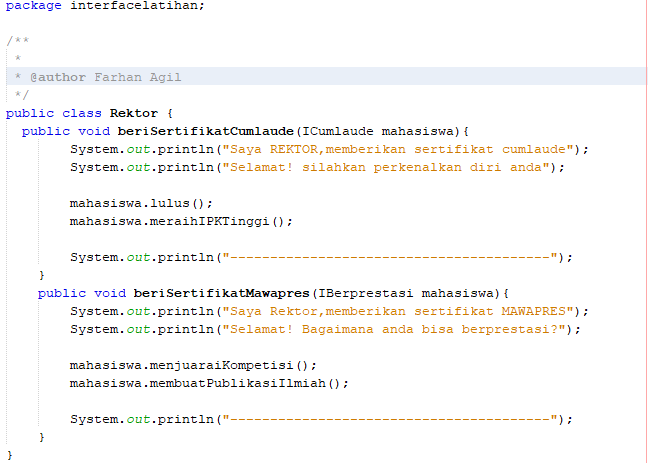 package interfacelatihan;
/**
 *
 * @author Farhan Agil
 */
public class Rektor {
  public void beriSertifikatCumlaude(ICumlaude mahasiswa){
        System.out.println("Saya REKTOR,memberikan sertifikat cumlaude");
        System.out.println("Selamat! silahkan perkenalkan diri anda");
        mahasiswa.lulus();
        mahasiswa.meraihIPKTinggi();
        System.out.println("----------------------------------------");
    }
    public void beriSertifikatMawapres(IBerprestasi mahasiswa){
        System.out.println("Saya Rektor,memberikan sertifikat MAWAPRES");
        System.out.println("Selamat! Bagaimana anda bisa berprestasi?");
        mahasiswa.menjuaraiKompetisi();
        mahasiswa.membuatPublikasiIlmiah();
        System.out.println("----------------------------------------");
    }
}